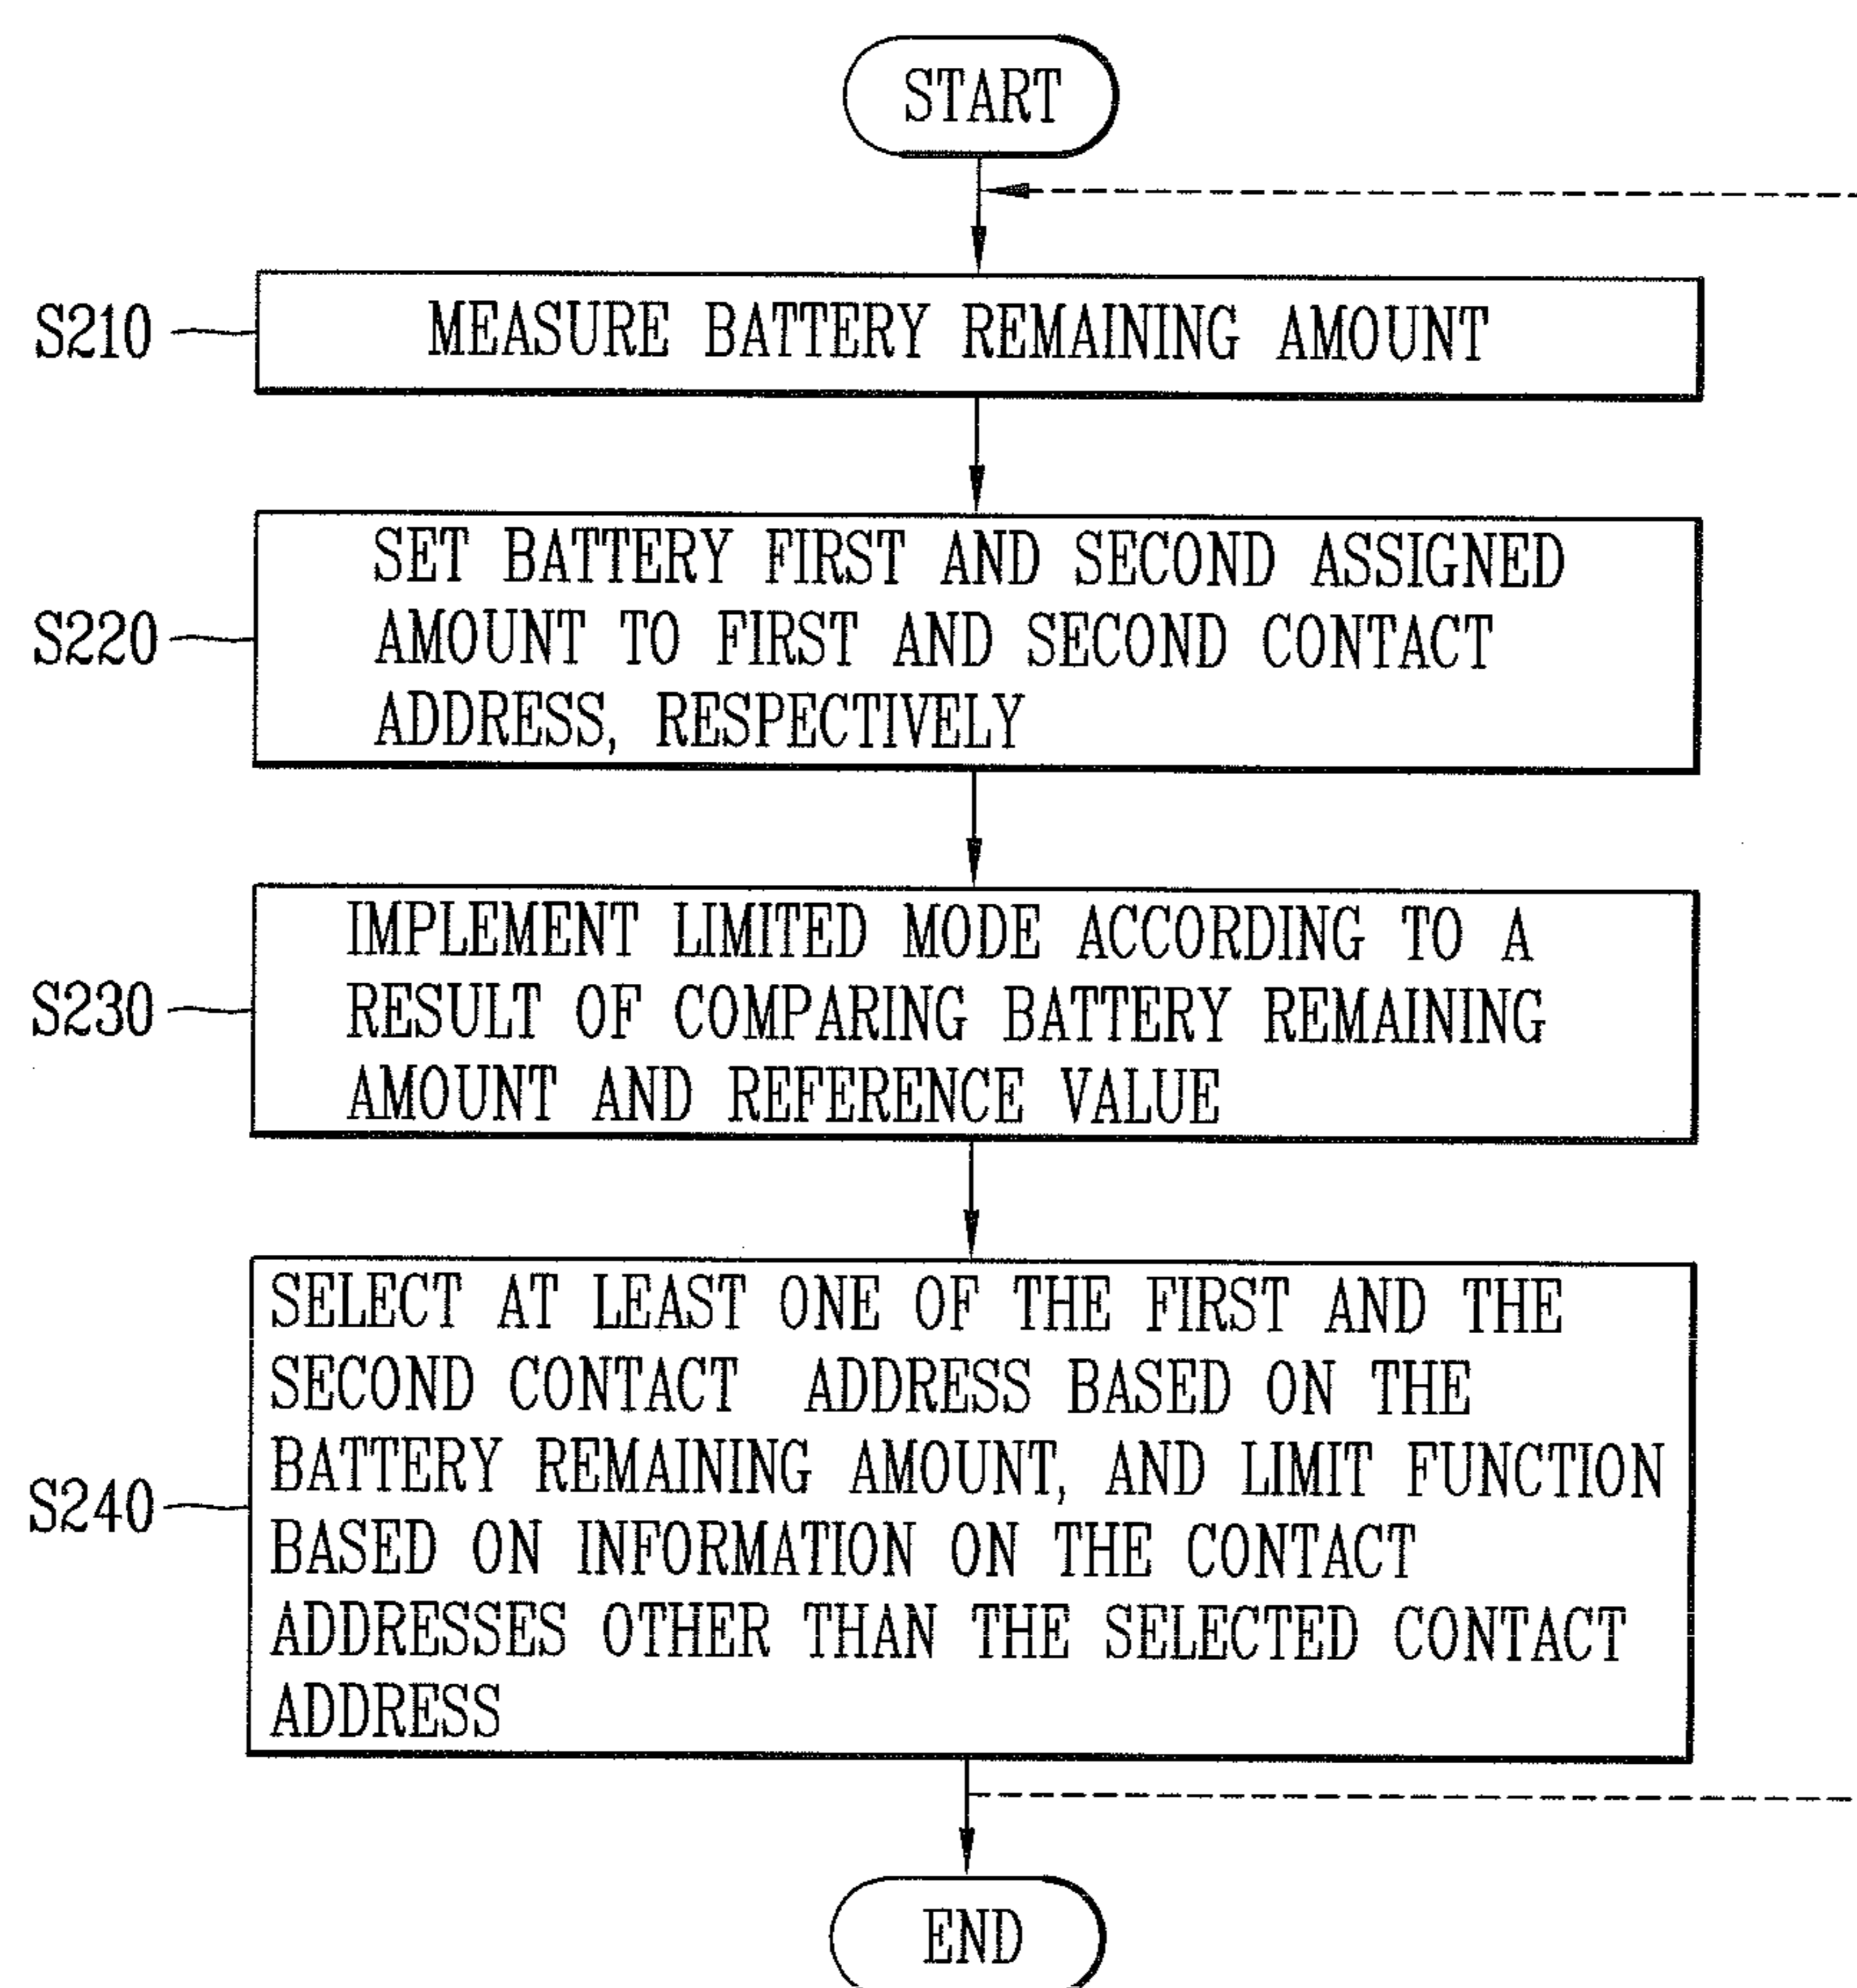 START
S210
MEASURE BATTERY REMAINING AMOUNT
S220
SET BATTERY FIRST AND SECOND ASSIGNED
AMOUNT TO FIRST AND SECOND CONTACT
ADDRESS, RESPECTIVELY
S230
IMPLEMENT LIMITED MODE ACCORDING TO A
RESULT OF COMPARING BATTERY REMAINING
AMOUNT AND REFERENCE VALUE
S240
SELECT AT LEAST ONE OF THE FIRST AND THE
SECOND CONTACT ADDRESS BASED ON THE
BATTERY REMAINING AMOUNT, AND LIMIT FUNCTION
BASED ON INFORMATION ON THE CONTACT
ADDRESSES OTHER THAN THE SELECTED CONTACT
ADDRESS
END